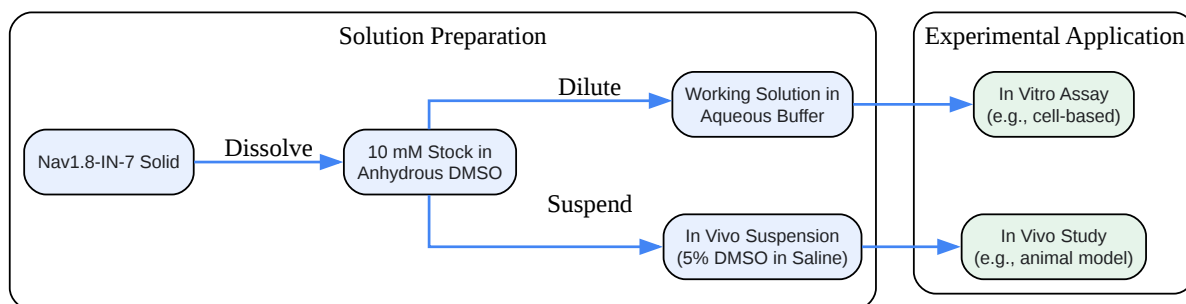 Solution Preparation
Experimental Application
Nav1.8-IN-7 Solid
Dissolve
10 mM Stock in
Anhydrous DMSO
Dilute
Working Solution in
Aqueous Buffer
In Vitro Assay
(e.g., cell-based)
Suspend
In Vivo Suspension
(5% DMSO in Saline)
In Vivo Study
(e.g., animal model)